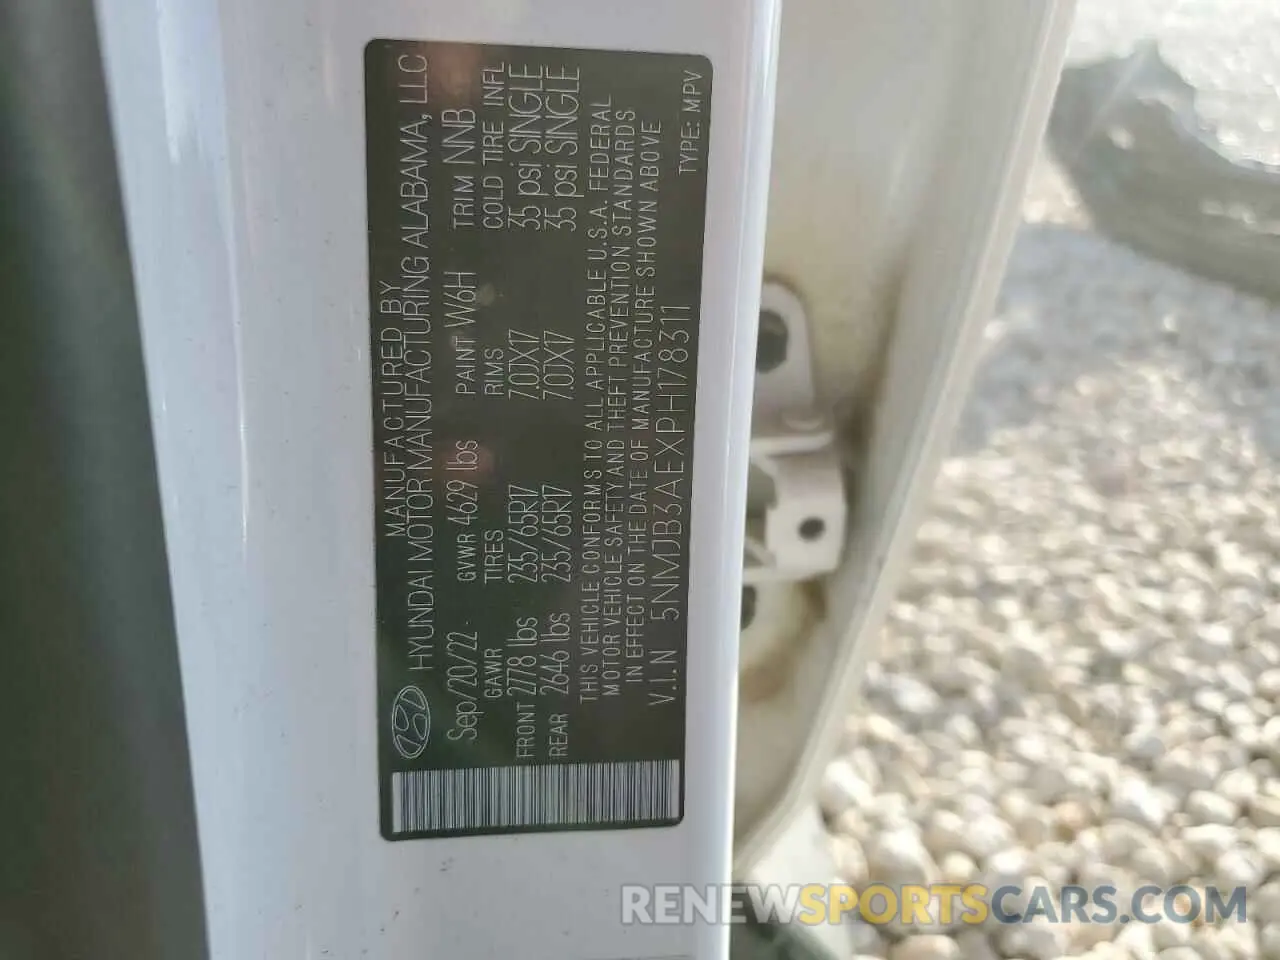 MANUFACTURED BY
HYUNDAI MOTOR MANUFACTURING ALABAMA, LLC
Sep/20/22 GVWR 4629 lbs PAINT W6H TRIM NNB
GAWR TIRES RIMS COLD TIRE INFL
FRONT 2778 lbs 235/65R17 7.0JX17 35 psi SINGLE
REAR 2646 lbs 235/65R17 7.0JX17 35 psi SINGLE
THIS VEHICLE CONFORMS TO ALL APPLICABLE U.S.A. FEDERAL
MOTOR VEHICLE SAFETY AND THEFT PREVENTION STANDARDS
IN EFFECT ON THE DATE OF MANUFACTURE SHOWN ABOVE
V.I.N 5NMJB3AEXPH178311 TYPE: MPV
RENEWSPORTSCARS.COM